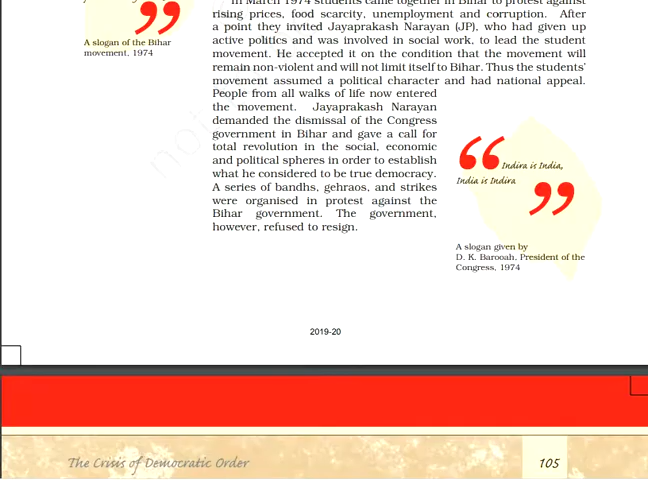 In March 1974 students came together in Bihar to protest against
rising prices, food scarcity, unemployment and corruption. After
a point they invited Jayaprakash Narayan (JP), who had given up
active politics and was involved in social work, to lead the student
movement. He accepted it on the condition that the movement will
remain non-violent and will not limit itself to Bihar. Thus the students'
movement assumed a political character and had national appeal.
People from all walks of life now entered
the movement. Jayaprakash Narayan
demanded the dismissal of the Congress
government in Bihar and gave a call for
total revolution in the social, economic
and political spheres in order to establish
what he considered to be true democracy.
A series of bandhs, gehraos, and strikes
were organised in protest against the
Bihar government. The government,
however, refused to resign.
A slogan of the Bihar
movement, 1974
“ Indira is India,
India is Indira ”
A slogan given by
D. K. Barooah, President of the
Congress, 1974
2019-20
The Crisis of Democratic Order
105